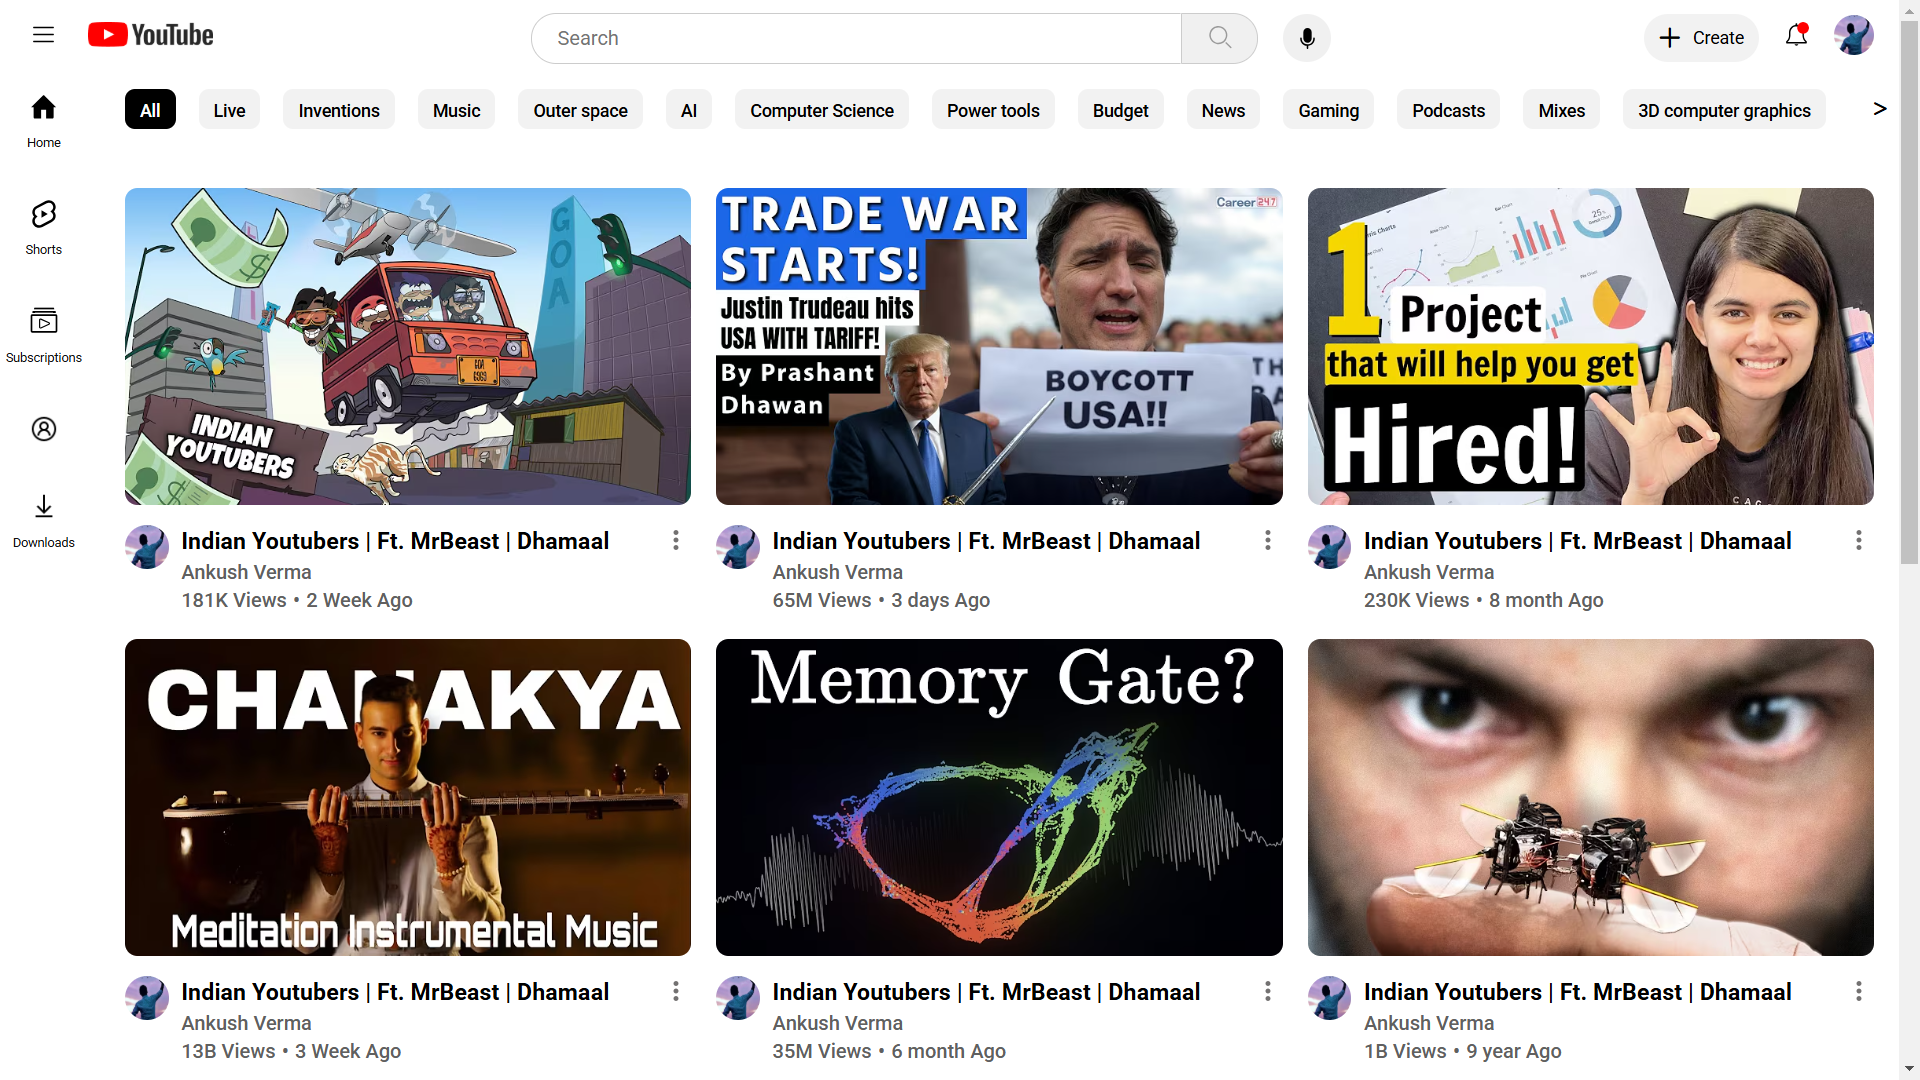 YouTube
Search
Create
All
Live
Inventions
Music
Outer space
AI
Computer Science
Power tools
Budget
News
Gaming
Podcasts
Mixes
3D computer graphics
>
Home
Shorts
Subscriptions
Downloads
GOA
INDIAN
YOUTUBERS
TRADE WAR
STARTS!
Justin Trudeau hits
USA WITH TARIFF!
By Prashant
Dhawan
Career 247
BOYCOTT
USA!!
25%
1
Project
that will help you get
Hired!
Indian Youtubers | Ft. MrBeast | Dhamaal
Ankush Verma
181K Views • 2 Week Ago
Indian Youtubers | Ft. MrBeast | Dhamaal
Ankush Verma
65M Views • 3 days Ago
Indian Youtubers | Ft. MrBeast | Dhamaal
Ankush Verma
230K Views • 8 month Ago
CHANAKYA
Meditation Instrumental Music
Memory Gate?
Indian Youtubers | Ft. MrBeast | Dhamaal
Ankush Verma
13B Views • 3 Week Ago
Indian Youtubers | Ft. MrBeast | Dhamaal
Ankush Verma
35M Views • 6 month Ago
Indian Youtubers | Ft. MrBeast | Dhamaal
Ankush Verma
1B Views • 9 year Ago